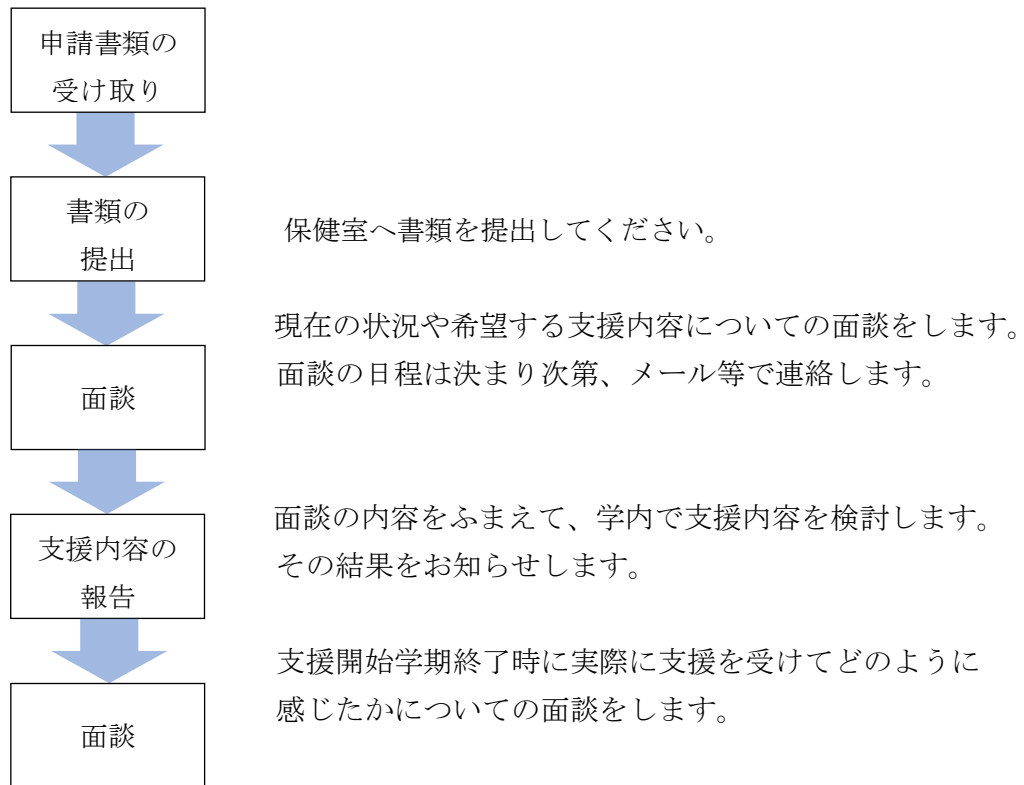 申請書類の
受け取り
書類の
提出
保健室へ書類を提出してください。
面談
現在の状況や希望する支援内容についての面談をします。
面談の日程は決まり次第、メール等で連絡します。
支援内容の
報告
面談の内容をふまえて、学内で支援内容を検討します。
その結果をお知らせします。
面談
支援開始学期終了時に実際に支援を受けてどのように
感じたかについての面談をします。